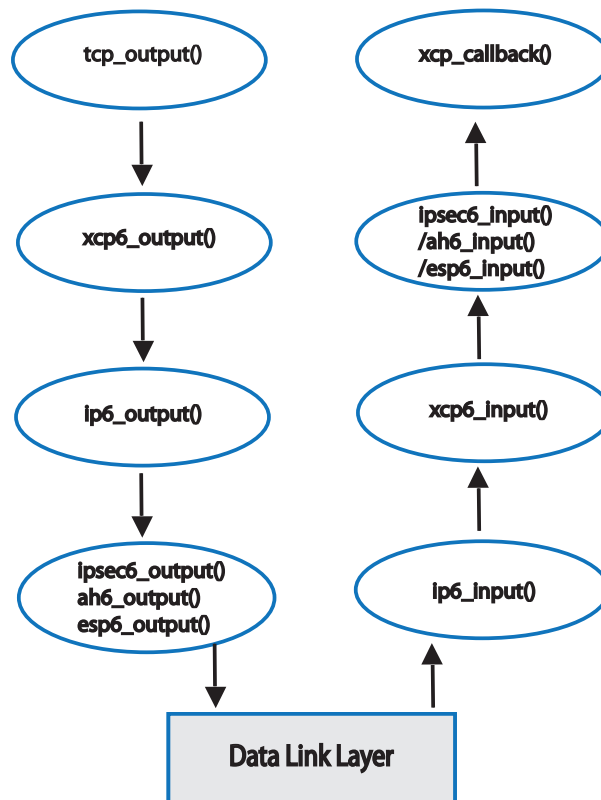 tcp_output()
xcp6_output()
ip6_output()
ipsec6_output()
ah6_output()
esp6_output()
Data Link Layer
ip6_input()
xcp6_input()
ipsec6_input()
/ah6_input()
/esp6_input()
xcp_callback()